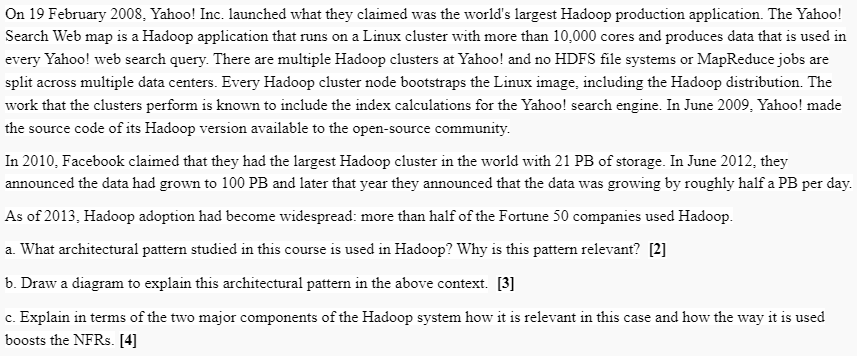 On 19 February 2008, Yahoo! Inc. launched what they claimed was the world's largest Hadoop production application. The Yahoo!
Search Web map is a Hadoop application that runs on a Linux cluster with more than 10,000 cores and produces data that is used in
every Yahoo! web search query. There are multiple Hadoop clusters at Yahoo! and no HDFS file systems or MapReduce jobs are
split across multiple data centers. Every Hadoop cluster node bootstraps the Linux image, including the Hadoop distribution. The
work that the clusters perform is known to include the index calculations for the Yahoo! search engine. In June 2009, Yahoo! made
the source code of its Hadoop version available to the open-source community.
In 2010, Facebook claimed that they had the largest Hadoop cluster in the world with 21 PB of storage. In June 2012, they
announced the data had grown to 100 PB and later that year they announced that the data was growing by roughly half a PB per day.
As of 2013, Hadoop adoption had become widespread: more than half of the Fortune 50 companies used Hadoop.
a. What architectural pattern studied in this course is used in Hadoop? Why is this pattern relevant? [2]
b. Draw a diagram to explain this architectural pattern in the above context. [3]
c. Explain in terms of the two major components of the Hadoop system how it is relevant in this case and how the way it is used
boosts the NFRs. [4]